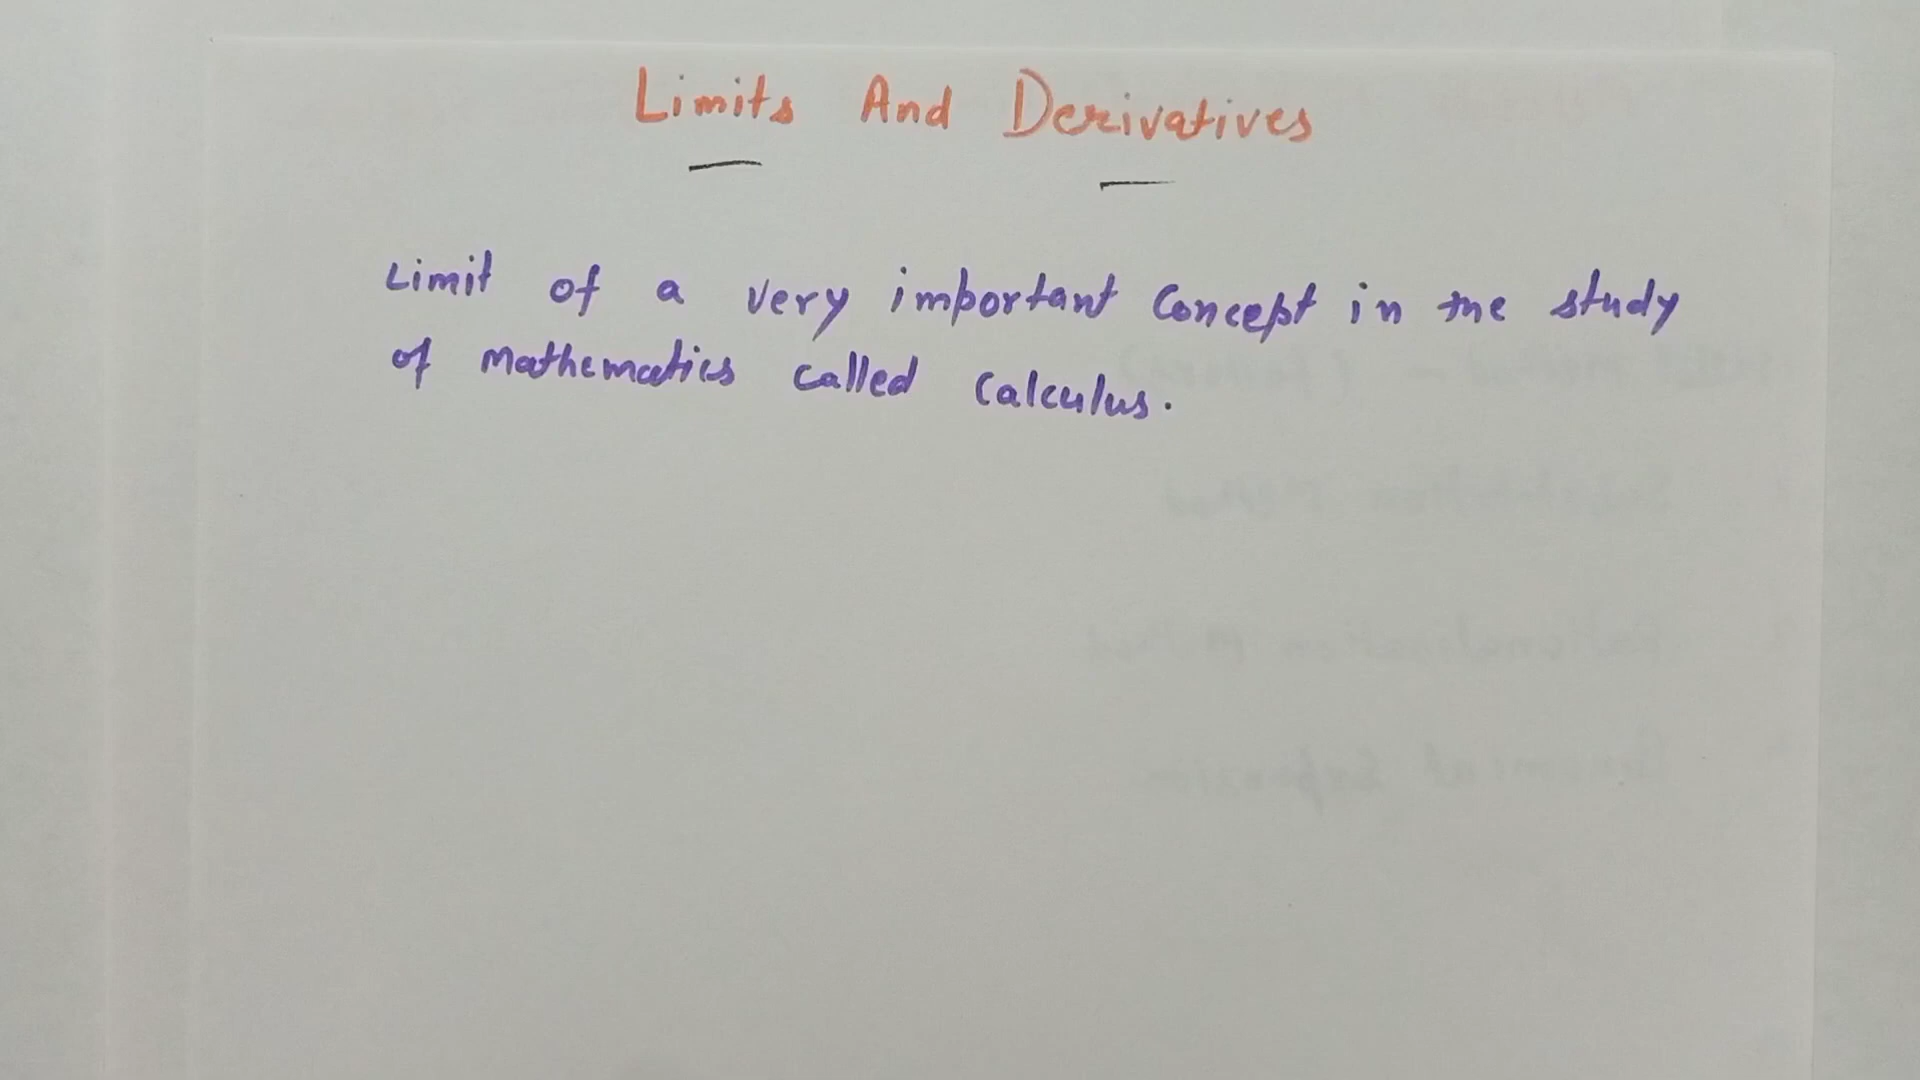 Limits And Derivatives
Limit of a very important Concept in the study
of mathematics called Calculus.